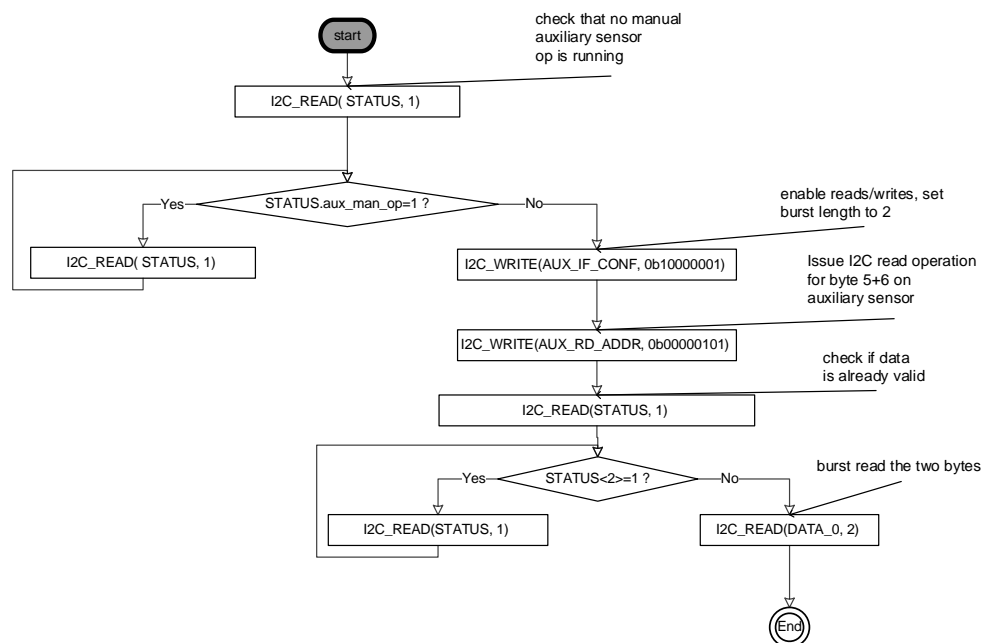 check that no manual
auxiliary sensor
op is running
start
I2C_READ( STATUS, 1)
STATUS.aux_man_op=1 ?
Yes
No
I2C_READ( STATUS, 1)
enable reads/writes, set
burst length to 2
I2C_WRITE(AUX_IF_CONF, 0b10000001)
Issue I2C read operation
for byte 5+6 on
auxiliary sensor
I2C_WRITE(AUX_RD_ADDR, 0b00000101)
check if data
is already valid
I2C_READ(STATUS, 1)
STATUS<2>=1 ?
Yes
No
I2C_READ(STATUS, 1)
burst read the two bytes
I2C_READ(DATA_0, 2)
End